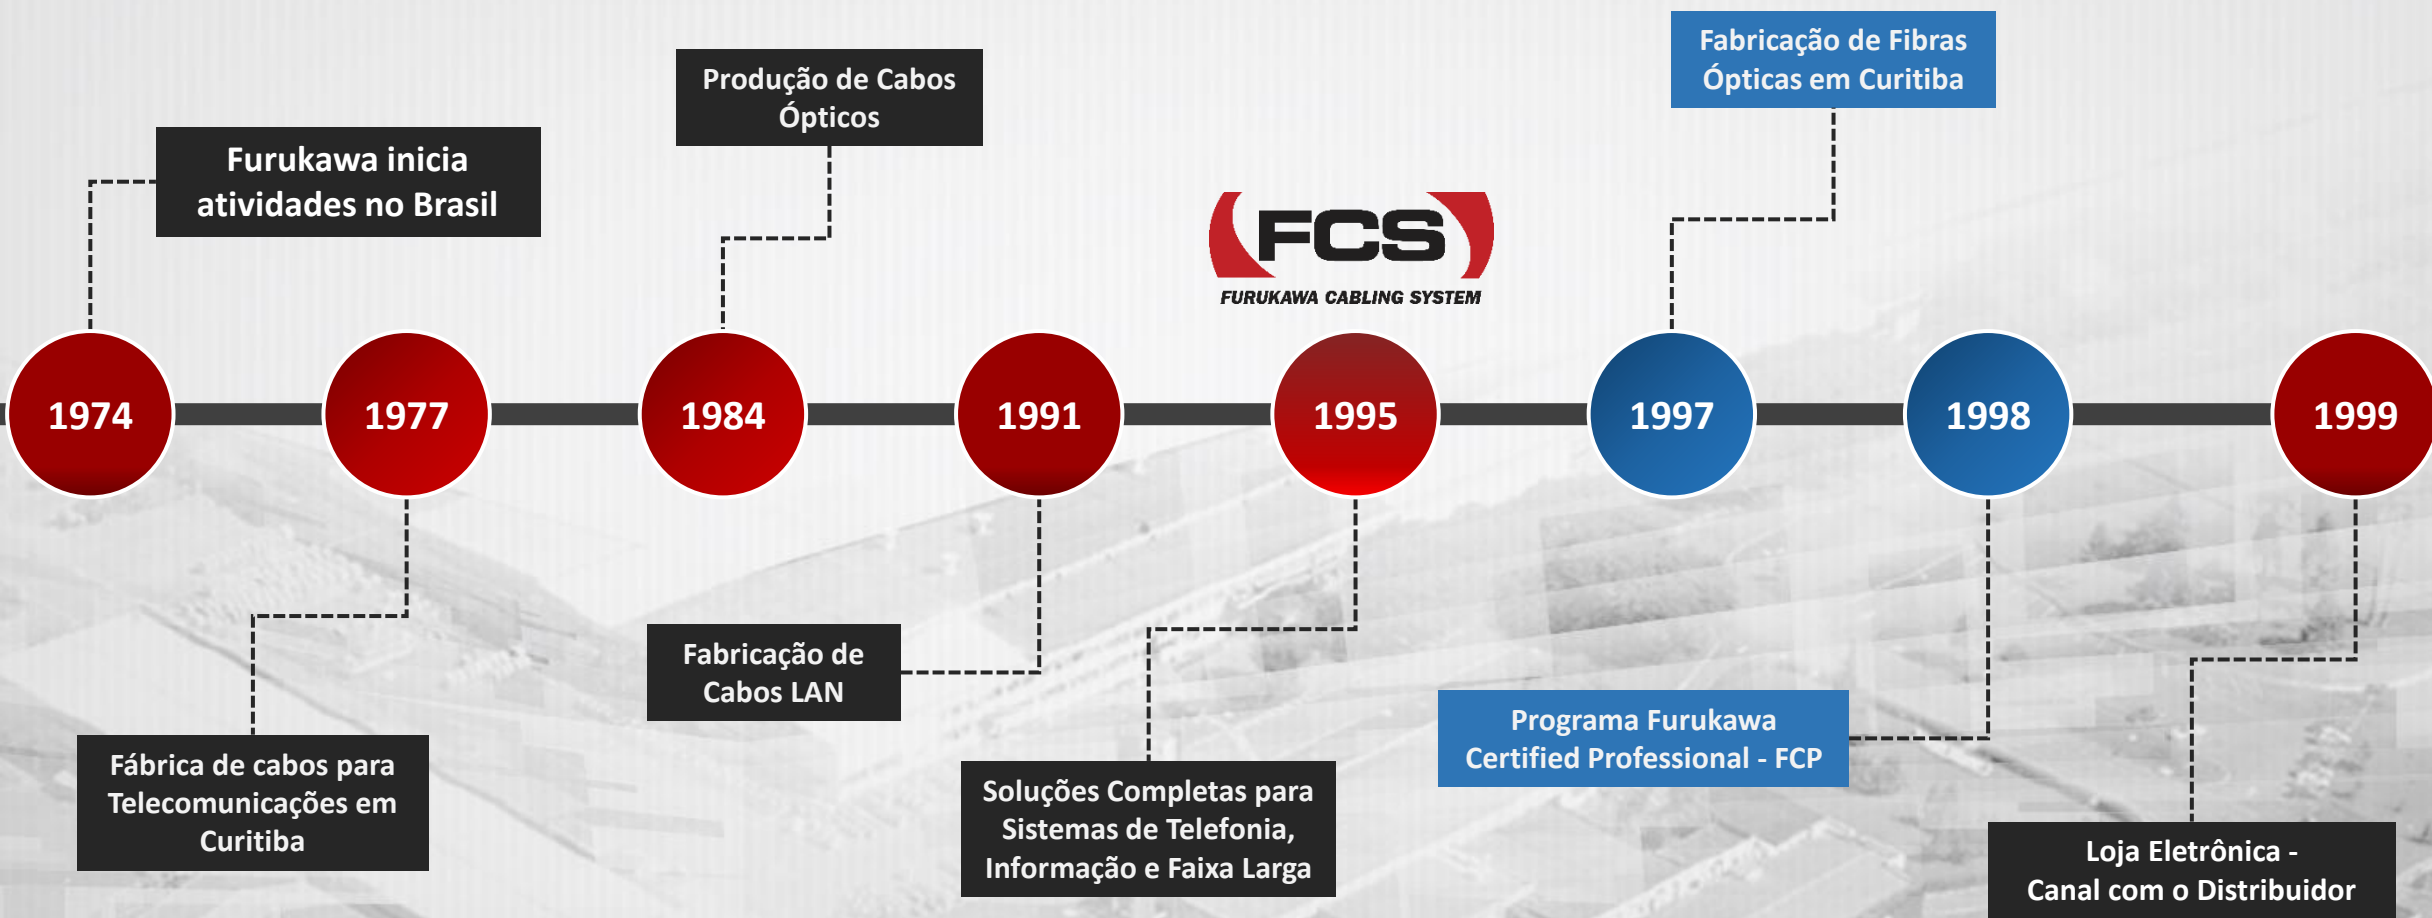 Fabricação de Fibras
Ópticas em Curitiba
Produção de Cabos
Ópticos
Furukawa inicia
atividades no Brasil
FCS
FURUKAWA CABLING SYSTEM
1974
1977
1984
1991
1995
1997
1998
1999
Fabricação de
Cabos LAN
Programa Furukawa
Certified Professional - FCP
Fábrica de cabos para
Telecomunicações em
Curitiba
Soluções Completas para
Sistemas de Telefonia,
Informação e Faixa Larga
Loja Eletrônica -
Canal com o Distribuidor